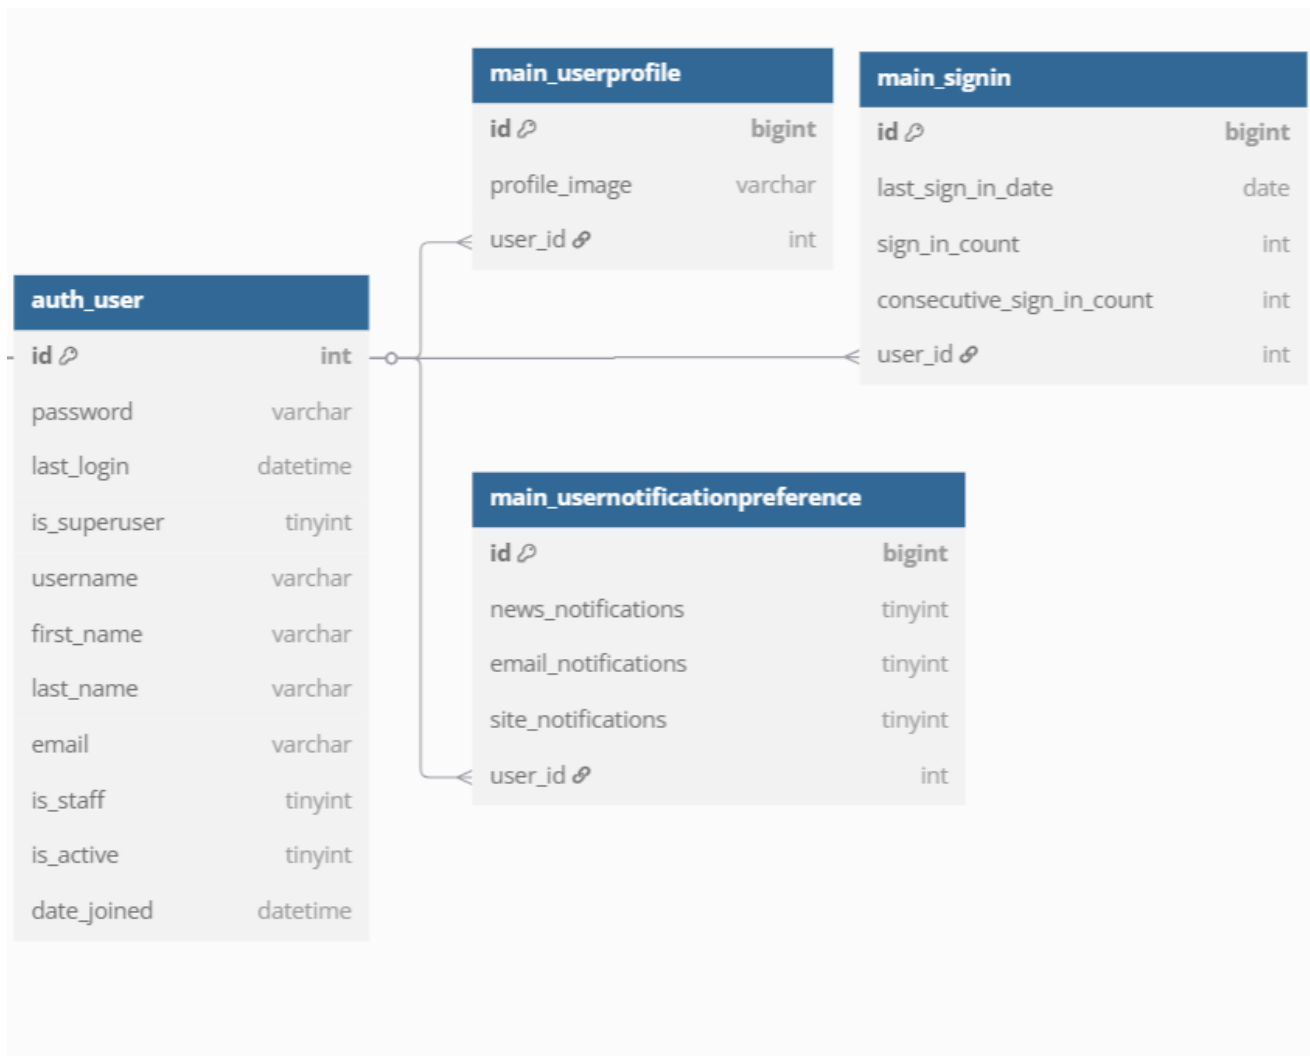 main_userprofile
id bigint
profile_image varchar
user_id int
main_signin
id bigint
last_sign_in_date date
sign_in_count int
consecutive_sign_in_count int
user_id int
auth_user
id int
password varchar
last_login datetime
is_superuser tinyint
username varchar
first_name varchar
last_name varchar
email varchar
is_staff tinyint
is_active tinyint
date_joined datetime
main_usernotificationpreference
id bigint
news_notifications tinyint
email_notifications tinyint
site_notifications tinyint
user_id int